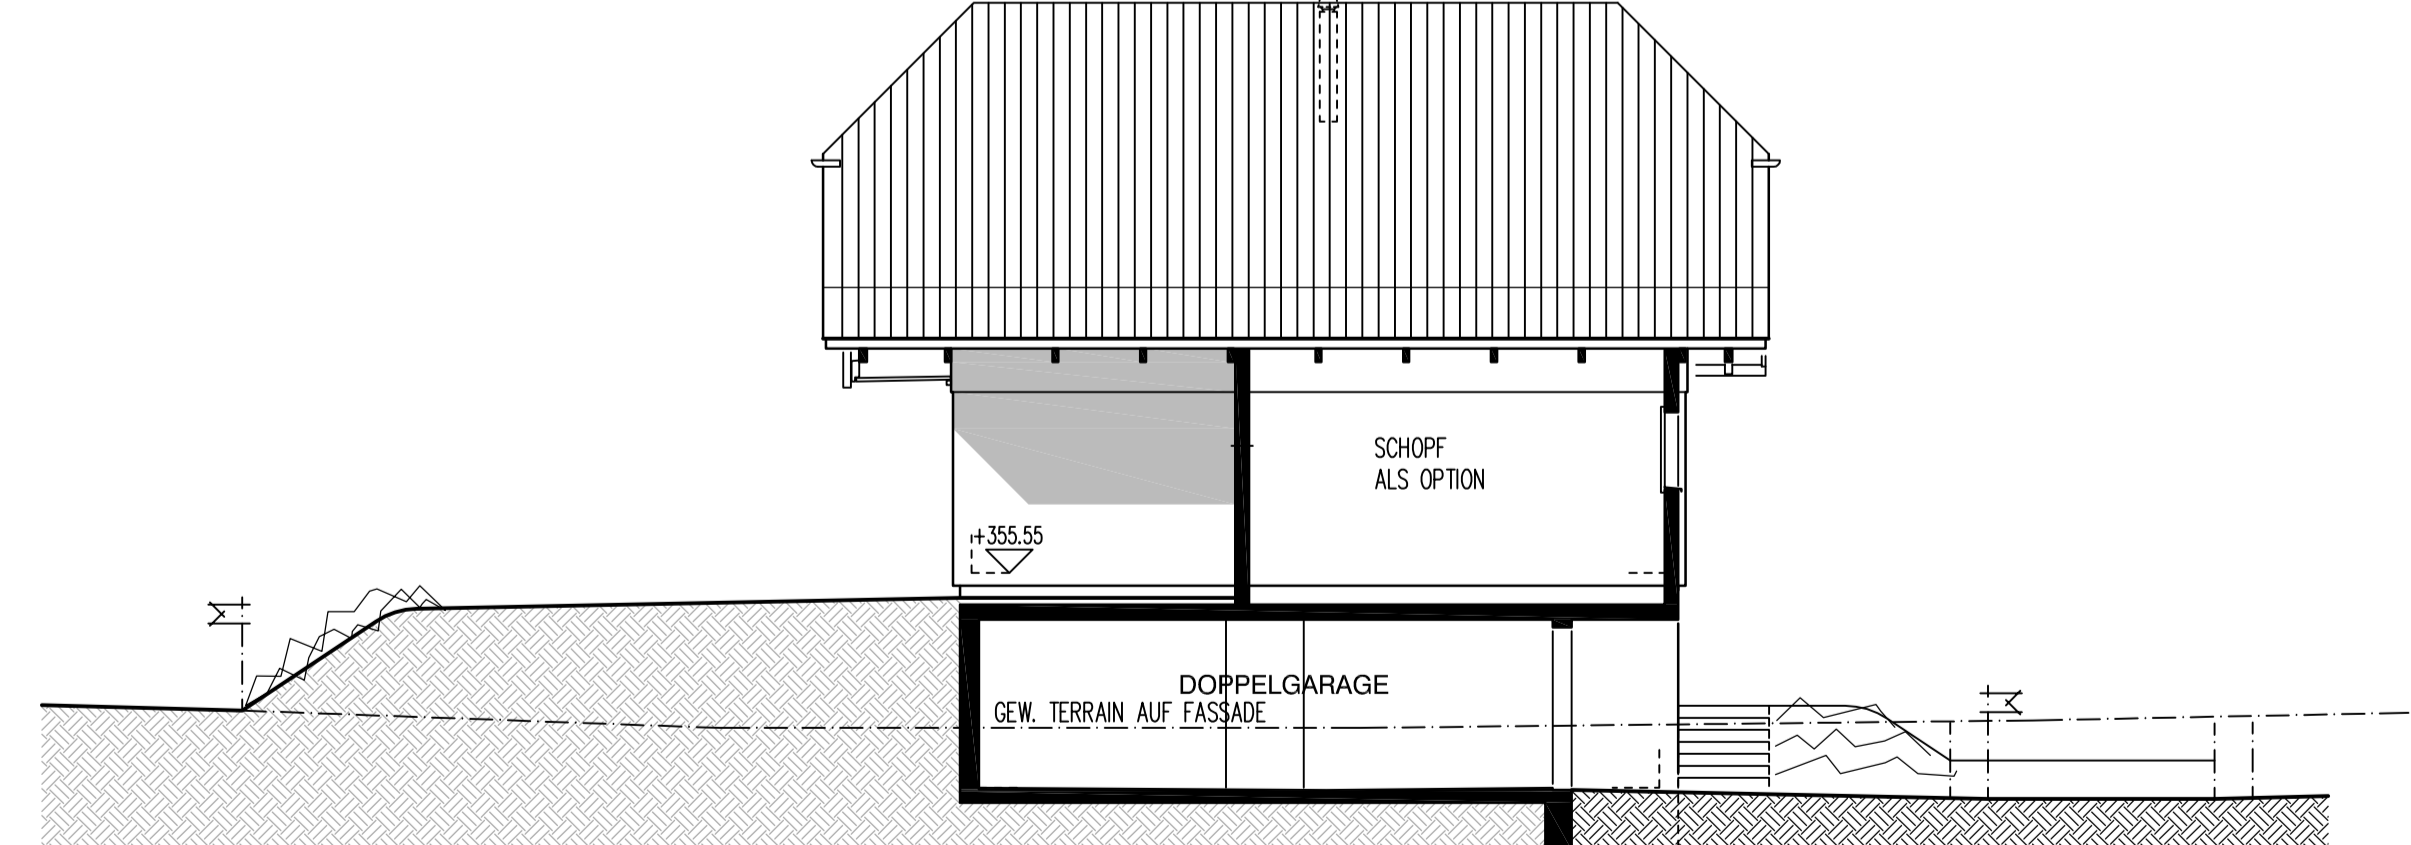 SCHOPF
ALS OPTION
+355.55
DOPPELGARAGE
GEW. TERRAIN AUF FASSADE